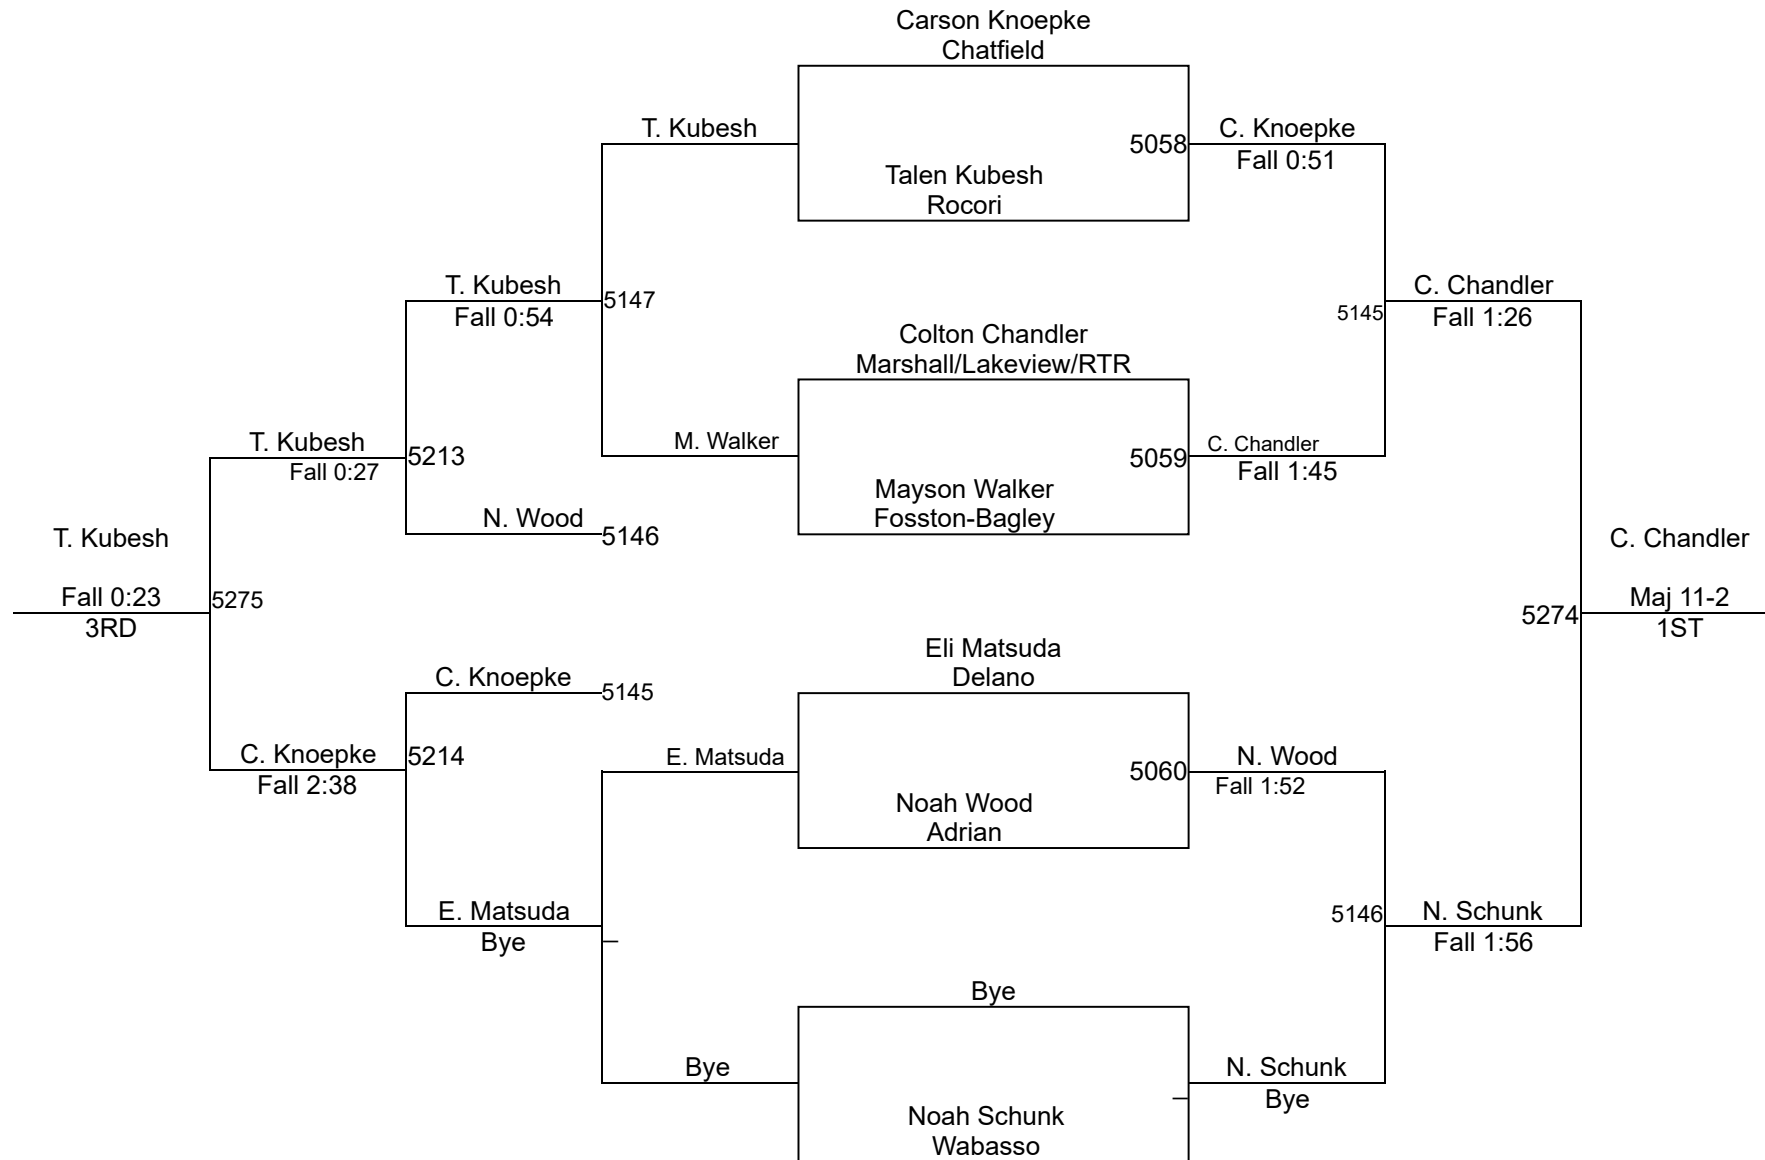 Carson Knoepke
Chatfield
T. Kubesh
5058
C. Knoepke
Fall 0:51
Talen Kubesh
Rocori
T. Kubesh
Fall 0:54
5147
5145
C. Chandler
Fall 1:26
Colton Chandler
Marshall/Lakeview/RTR
M. Walker
5059
C. Chandler
Fall 1:45
T. Kubesh
Fall 0:27
5213
Mayson Walker
Fosston-Bagley
N. Wood
5146
T. Kubesh
Fall 0:23
3RD
5275
C. Chandler
5274
Maj 11-2
1ST
Eli Matsuda
Delano
C. Knoepke
5145
C. Knoepke
Fall 2:38
5214
E. Matsuda
5060
N. Wood
Fall 1:52
Noah Wood
Adrian
E. Matsuda
Bye
5146
N. Schunk
Fall 1:56
Bye
Bye
N. Schunk
Bye
Noah Schunk
Wabasso